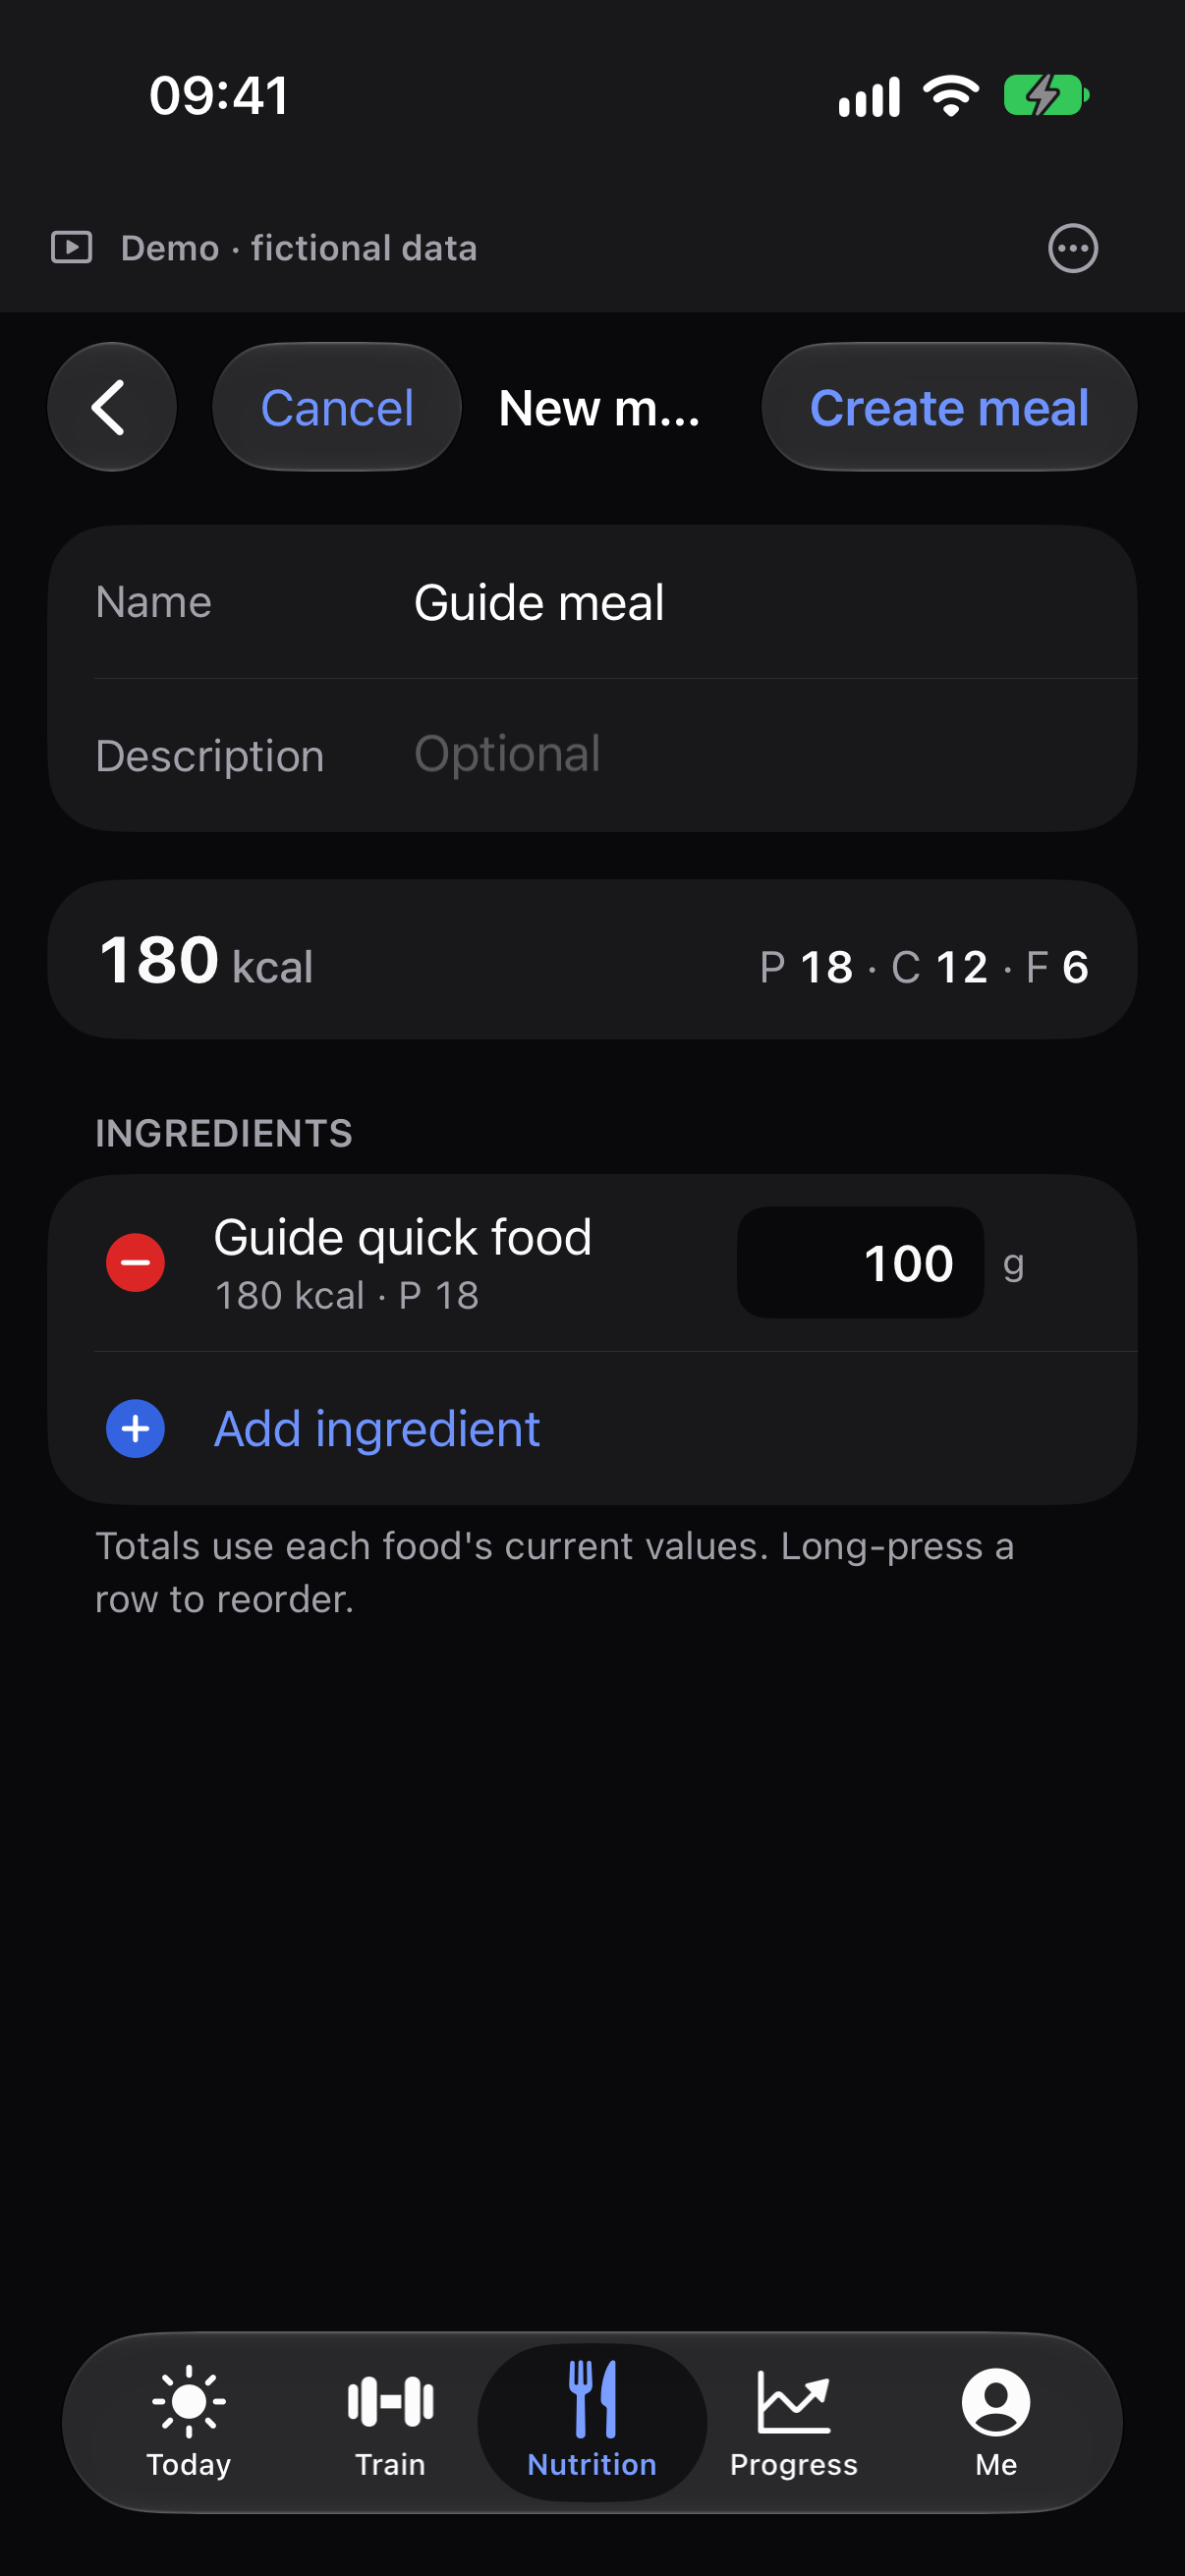 09:41
Demo · fictional data
Cancel
New m...
Create meal
Name
Guide meal
Description
Optional
180 kcal
P 18 · C 12 · F 6
INGREDIENTS
Guide quick food
180 kcal · P 18
100 g
Add ingredient
Totals use each food's current values. Long-press a
row to reorder.
Today
Train
Nutrition
Progress
Me